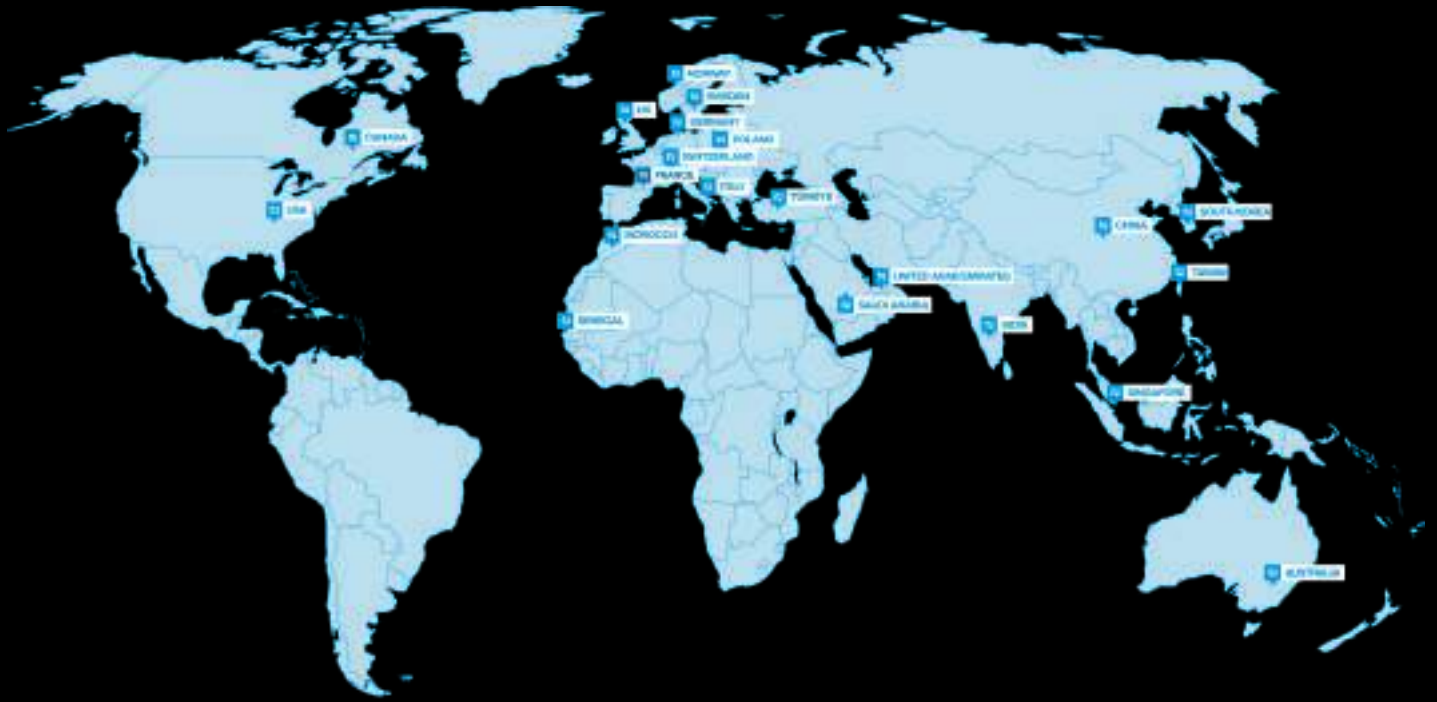 NORWAY
SWEDEN
UK
GERMANY
CANADA
POLAND
SWITZERLAND
FRANCE
ITALY
TÜRKIYE
USA
SOUTH KOREA
CHINA
MOROCCO
TAIWAN
UNITED ARAB EMIRATES
SAUDI ARABIA
SENEGAL
INDIA
SINGAPORE
AUSTRALIA